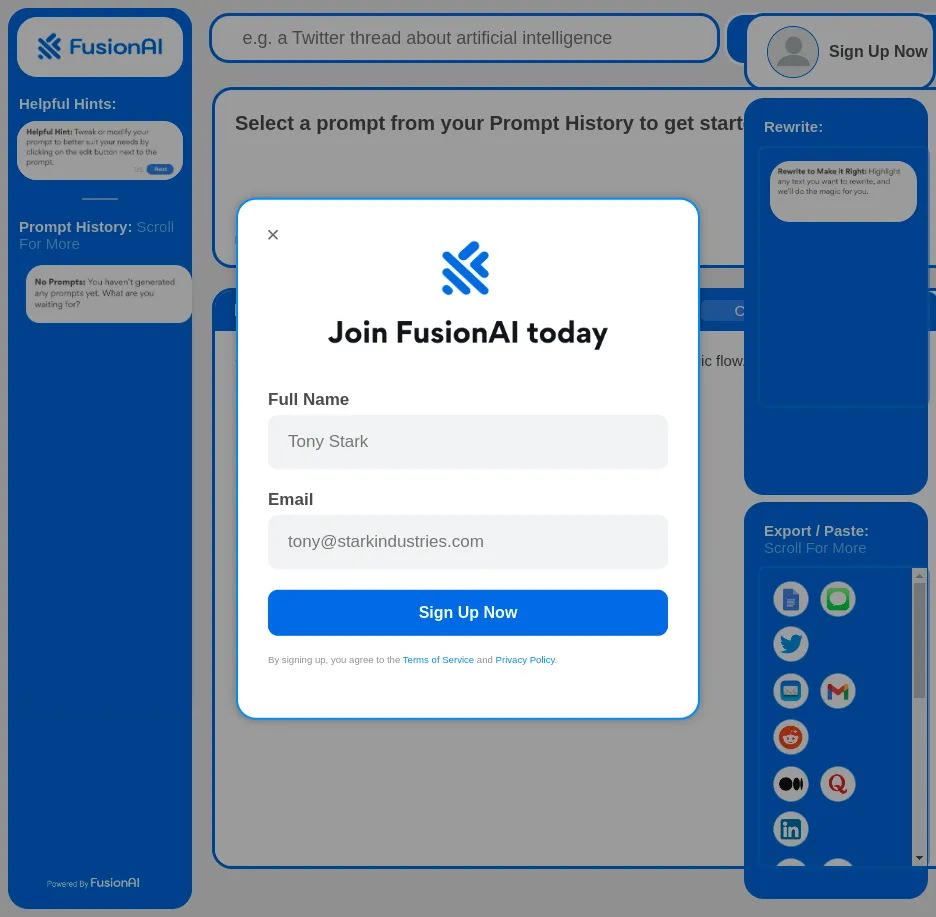 FusionAI
Helpful Hints:
Helpful Hint: Tweak or modify your
prompt to better suit your needs by
clicking on the edit button next to the
prompt.
Next
Prompt History: Scroll
For More
No Prompts: You haven't generated
any prompts yet. What are you
waiting for?
Powered By FusionAI
e.g. a Twitter thread about artificial intelligence
Sign Up Now
Select a prompt from your Prompt History to get start
ic flow.
×
Join FusionAI today
Full Name
Tony Stark
Email
tony@starkindustries.com
Sign Up Now
By signing up, you agree to the Terms of Service and Privacy Policy.
Rewrite:
Rewrite to Make it Right: Highlight
any text you want to rewrite, and
we'll do the magic for you.
Export / Paste:
Scroll For More